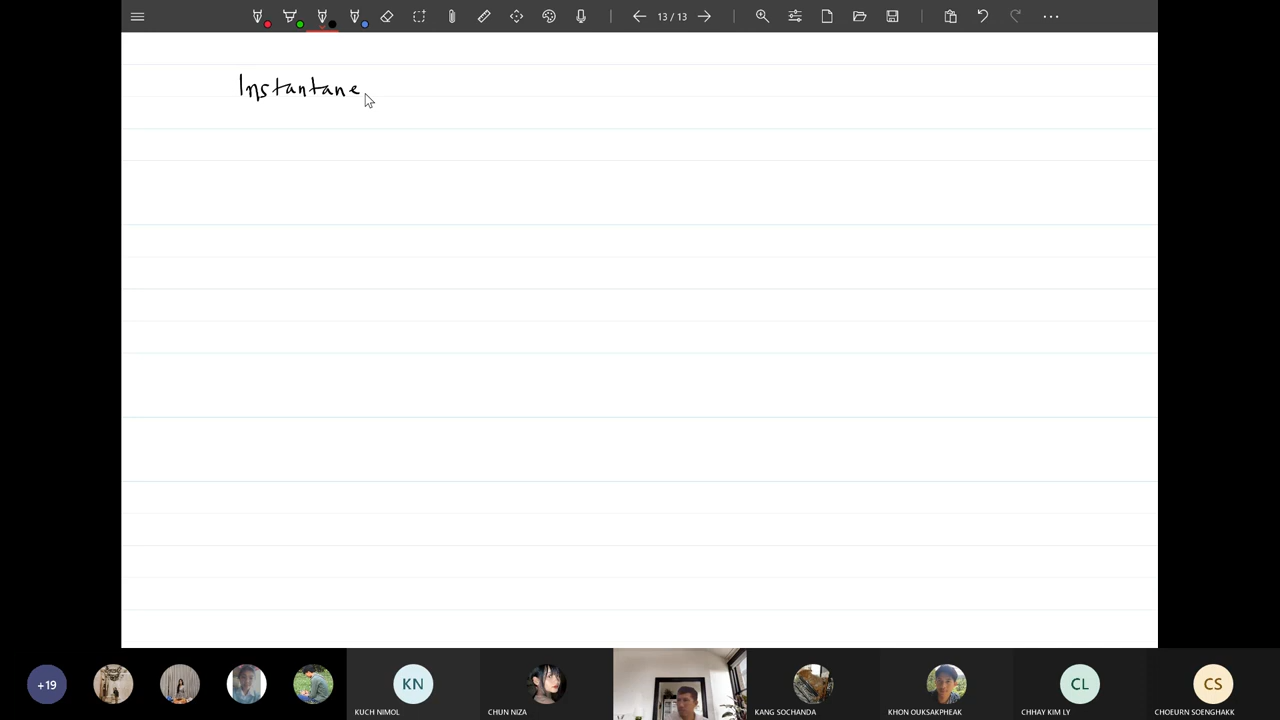 13 / 13
Instantane
+19
KN
CL
CS
KUCH NIMOL
CHUN NIZA
KANG SOCHANDA
KHON OUKSAKPHEAK
CHHAY KIM LY
CHOEURN SOENGHAKK